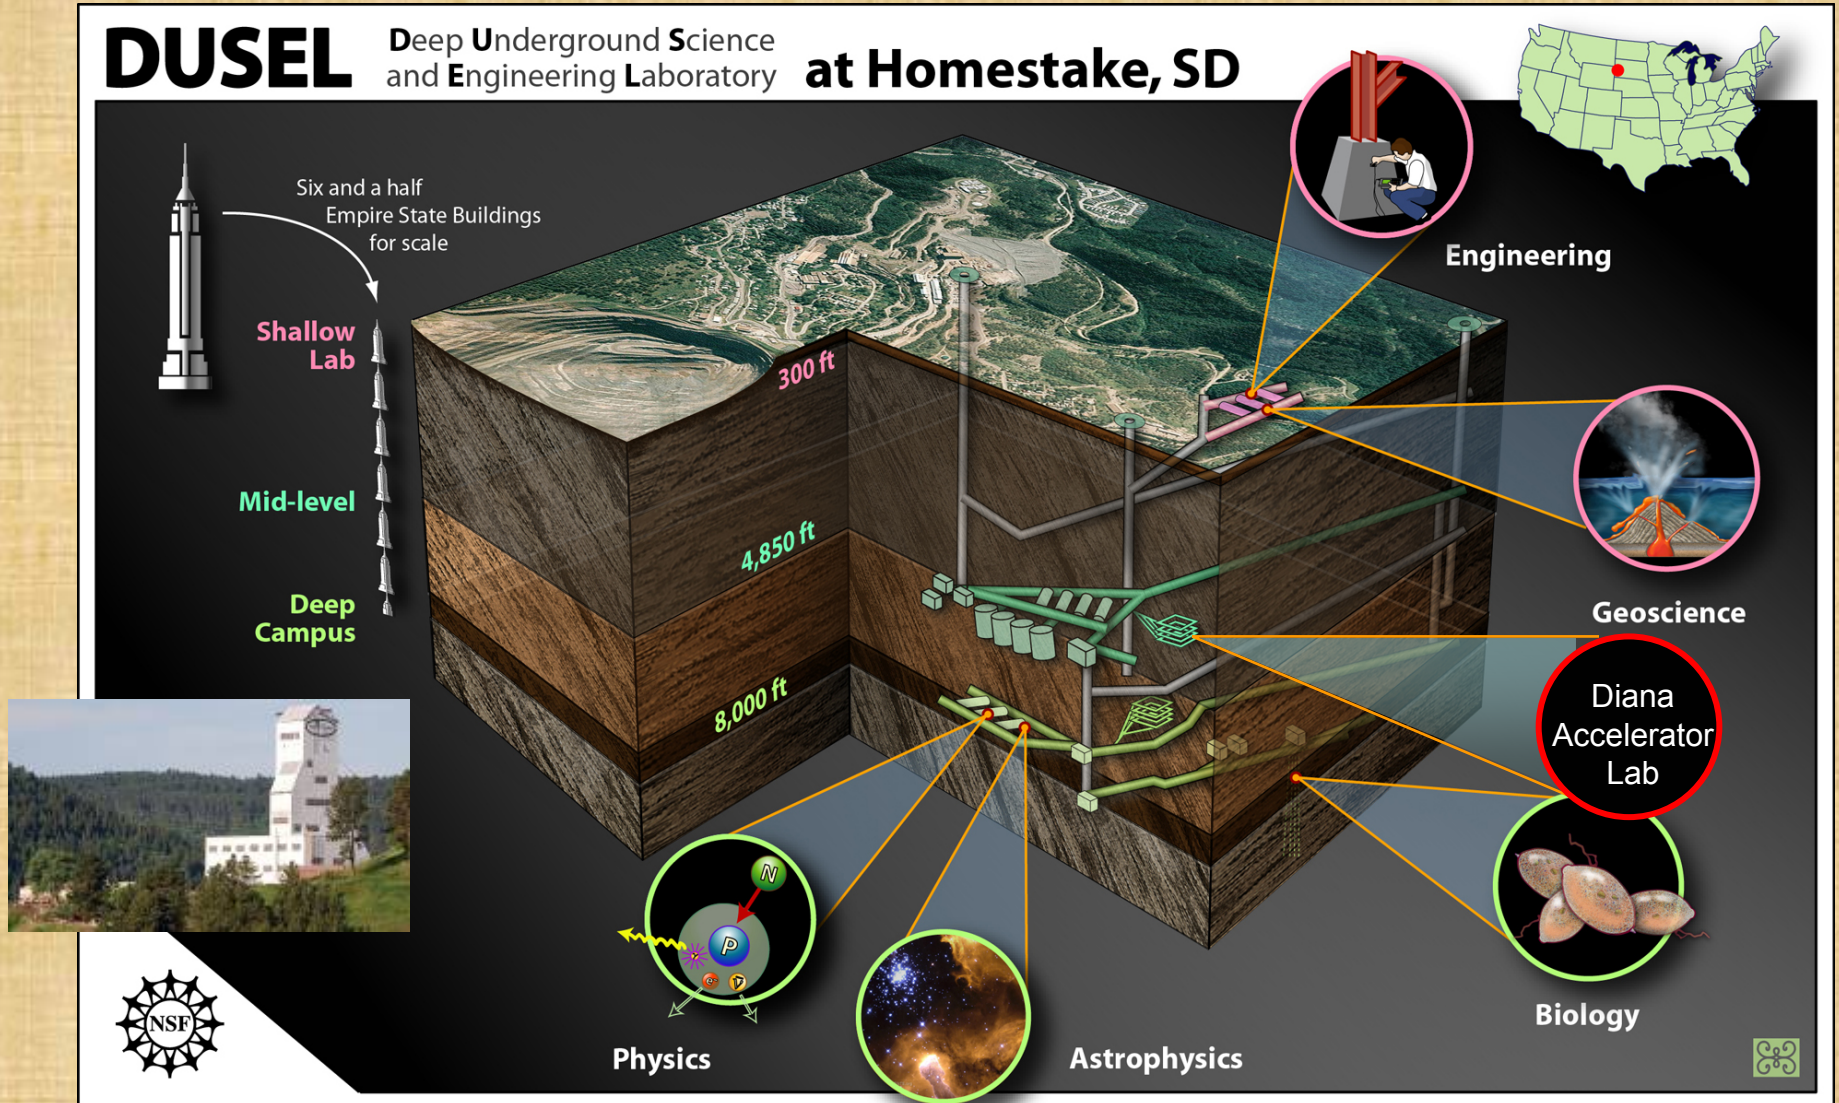 DUSEL
Deep Underground Science
and Engineering Laboratory
at Homestake, SD
Six and a half
Empire State Buildings
for scale
Engineering
Shallow
Lab
300 ft
Mid-level
4,850 ft
Deep
Campus
Geoscience
8,000 ft
Diana
Accelerator
Lab
N
P
e-
ν
NSF
Physics
Astrophysics
Biology